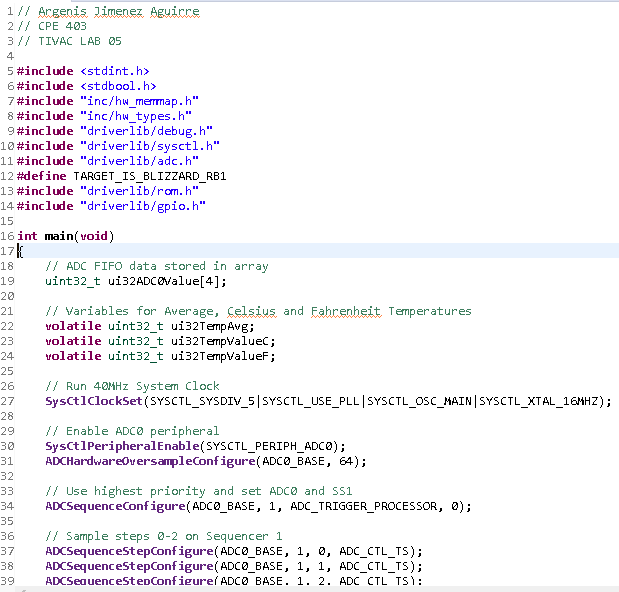 1 // Argenis Jimenez Aguirre
2 // CPE 403
3 // TIVAC LAB 05
4
5 #include <stdint.h>
6 #include <stdbool.h>
7 #include "inc/hw_memmap.h"
8 #include "inc/hw_types.h"
9 #include "driverlib/debug.h"
10 #include "driverlib/sysctl.h"
11 #include "driverlib/adc.h"
12 #define TARGET_IS_BLIZZARD_RB1
13 #include "driverlib/rom.h"
14 #include "driverlib/gpio.h"
15
16 int main(void)
17 {
18     // ADC FIFO data stored in array
19     uint32_t ui32ADC0Value[4];
20
21     // Variables for Average, Celsius and Fahrenheit Temperatures
22     volatile uint32_t ui32TempAvg;
23     volatile uint32_t ui32TempValueC;
24     volatile uint32_t ui32TempValueF;
25
26     // Run 40MHz System Clock
27     SysCtlClockSet(SYSCTL_SYSDIV_5|SYSCTL_USE_PLL|SYSCTL_OSC_MAIN|SYSCTL_XTAL_16MHZ);
28
29     // Enable ADC0 peripheral
30     SysCtlPeripheralEnable(SYSCTL_PERIPH_ADC0);
31     ADCHardwareOversampleConfigure(ADC0_BASE, 64);
32
33     // Use highest priority and set ADC0 and SS1
34     ADCSequenceConfigure(ADC0_BASE, 1, ADC_TRIGGER_PROCESSOR, 0);
35
36     // Sample steps 0-2 on Sequencer 1
37     ADCSequenceStepConfigure(ADC0_BASE, 1, 0, ADC_CTL_TS);
38     ADCSequenceStepConfigure(ADC0_BASE, 1, 1, ADC_CTL_TS);
39     ADCSequenceStepConfigure(ADC0_BASE, 1, 2, ADC_CTL_TS);